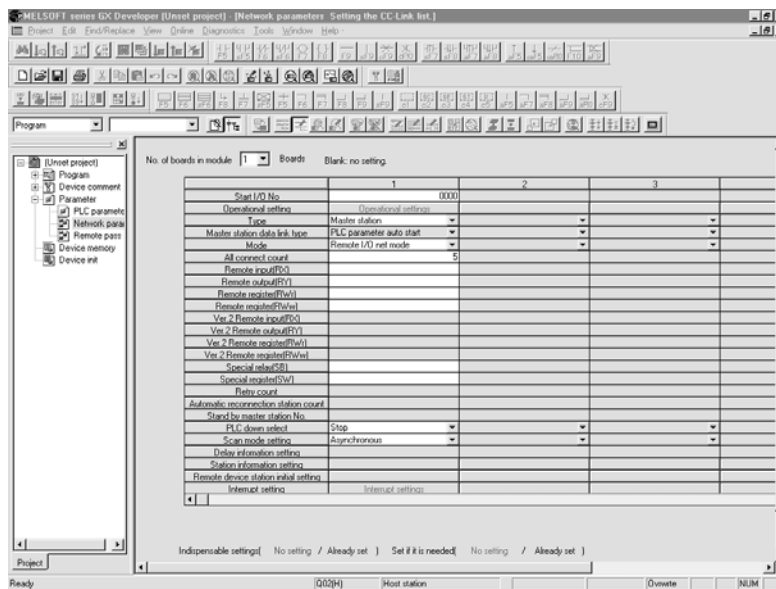 MELSOFT series GX Developer [Unset project] - [Network parameters Setting the CC-Link list.]
Project Edit Find/Replace View Online Diagnostics Tools Window Help
Program
No. of boards in module 1 Boards Blank: no setting.
[Unset project]
Program
Device comment
Parameter
PLC paramete
Network para
Remote pass
Device memory
Device init
1 2 3
Start I/O No 0000
Operational setting Operational settings
Type Master station
Master station data link type PLC parameter auto start
Mode Remote I/O net mode
All connect count 5
Remote input(RX)
Remote output(RY)
Remote register(RWr)
Remote register(RWw)
Ver.2 Remote input(RX)
Ver.2 Remote output(RY)
Ver.2 Remote register(RWr)
Ver.2 Remote register(RWw)
Special relay(SB)
Special register(SW)
Retry count
Automatic reconnection station count
Stand by master station No.
PLC down select Stop
Scan mode setting Asynchronous
Delay infomation setting
Station infomation setting
Remote device station initial setting
Interrupt setting Interrupt settings
Indispensable settings( No setting / Already set ) Set if it is needed( No setting / Already set )
Project
Ready Q02(H) Host station Ovrwrte NUM